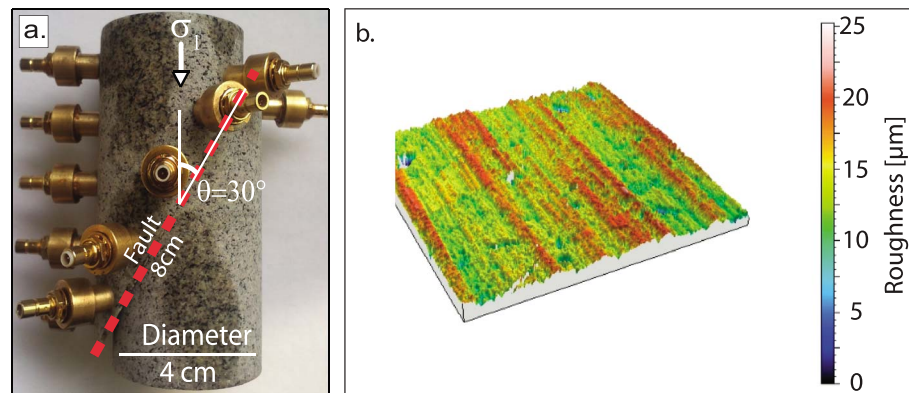 a.
σ1
θ=30°
Fault
8cm
Diameter
4 cm
b.
25
20
15
10
5
0
Roughness [μm]